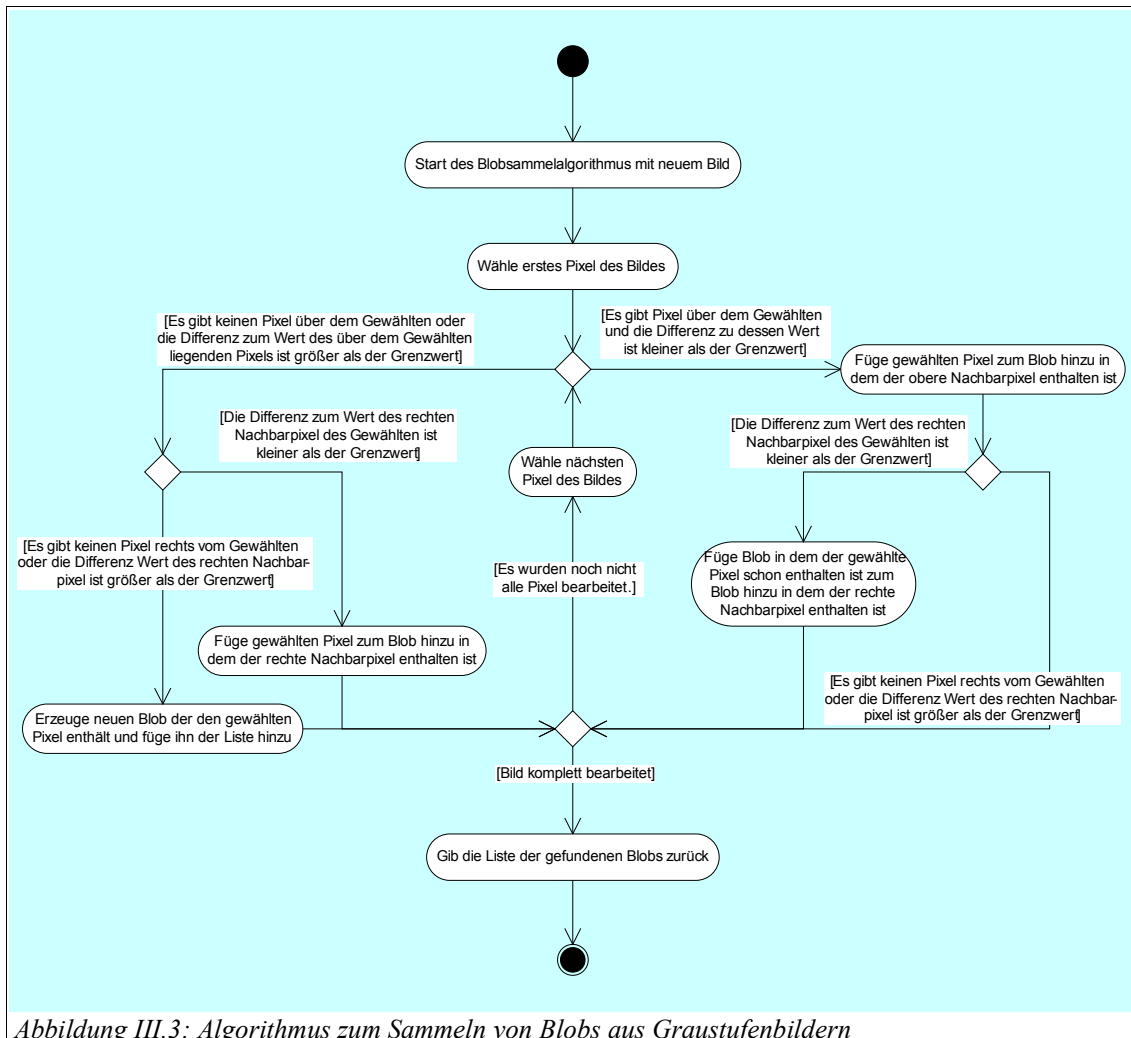 Start des Blobsammelalgorithmus mit neuem Bild
Wähle erstes Pixel des Bildes
[Es gibt keinen Pixel über dem Gewählten oder
die Differenz zum Wert des über dem Gewählten
liegenden Pixels ist größer als der Grenzwert]
[Es gibt Pixel über dem Gewählten
und die Differenz zu dessen Wert
ist kleiner als der Grenzwert]
Füge gewählten Pixel zum Blob hinzu in
dem der obere Nachbarpixel enthalten ist
[Die Differenz zum Wert des rechten
Nachbarpixel des Gewählten ist
kleiner als der Grenzwert]
[Die Differenz zum Wert des rechten
Nachbarpixel des Gewählten ist
kleiner als der Grenzwert]
Wähle nächsten
Pixel des Bildes
[Es gibt keinen Pixel rechts vom Gewählten
oder die Differenz Wert des rechten Nachbar-
pixel ist größer als der Grenzwert]
[Es wurden noch nicht
alle Pixel bearbeitet.]
Füge Blob in dem der gewählte
Pixel schon enthalten ist zum
Blob hinzu in dem der rechte
Nachbarpixel enthalten ist
Füge gewählten Pixel zum Blob hinzu in
dem der rechte Nachbarpixel enthalten ist
[Es gibt keinen Pixel rechts vom Gewählten
oder die Differenz Wert des rechten Nachbar-
pixel ist größer als der Grenzwert]
Erzeuge neuen Blob der den gewählten
Pixel enthält und füge ihn der Liste hinzu
[Bild komplett bearbeitet]
Gib die Liste der gefundenen Blobs zurück
Abbildung III.3: Algorithmus zum Sammeln von Blobs aus Graustufenbildern